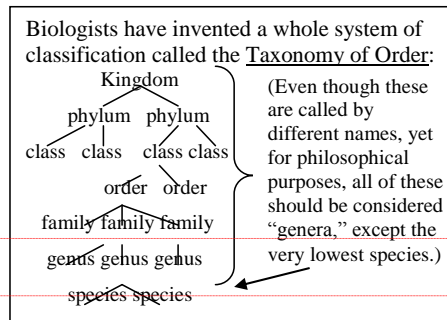 Biologists have invented a whole system of
classification called the Taxonomy of Order:
Kingdom
phylum phylum
class class class class
order order
family family family
genus genus genus
species species
(Even though these
are called by
different names, yet
for philosophical
purposes, all of these
should be considered
“genera,” except the
very lowest species.)